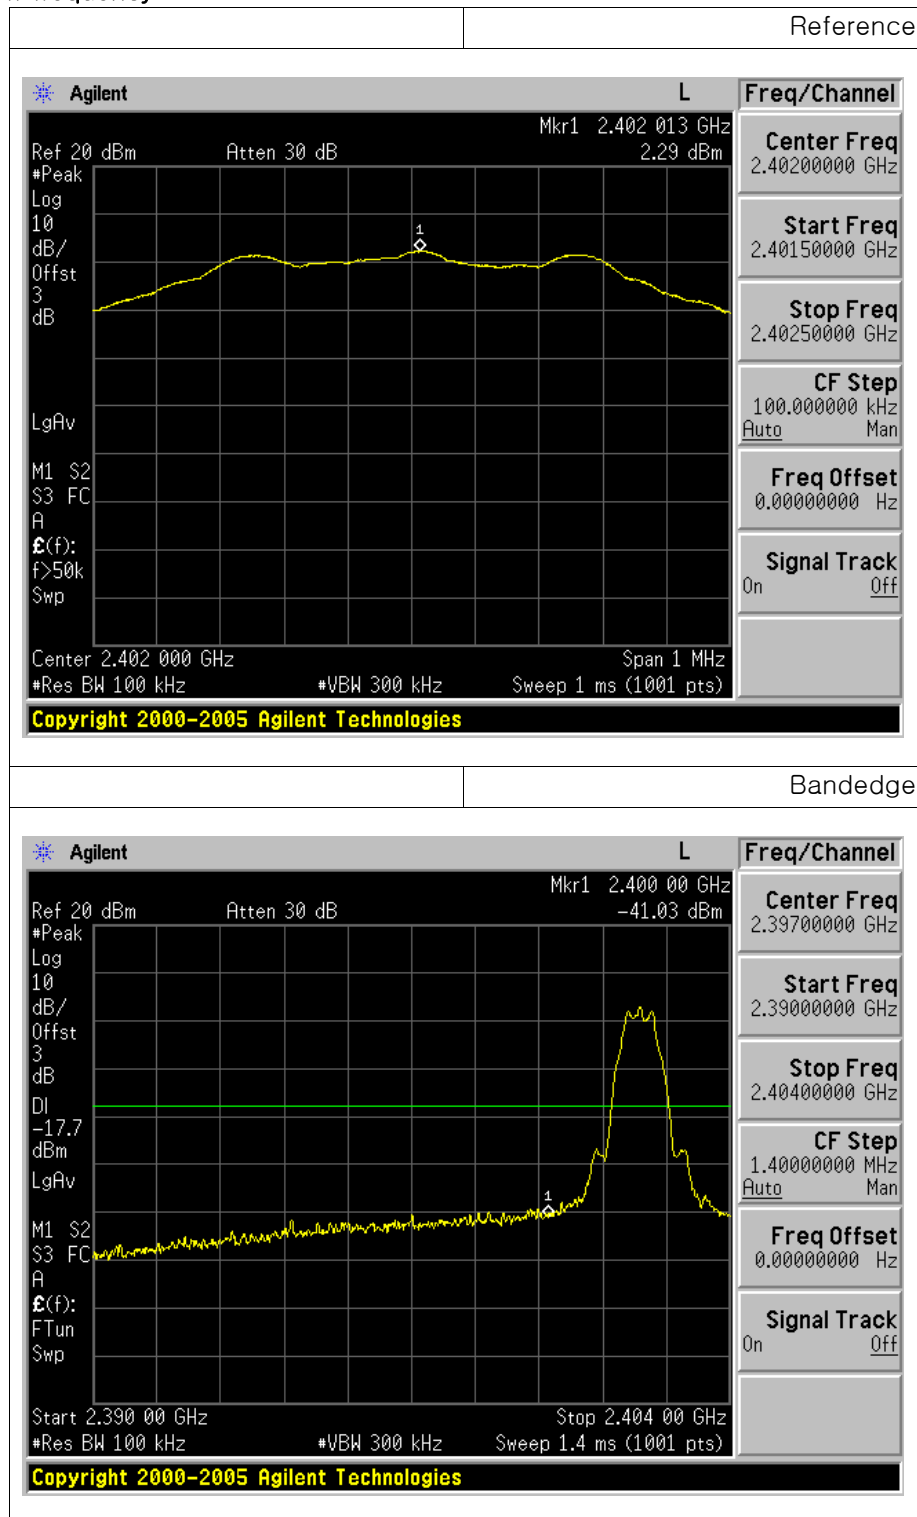 Reference
Agilent L Freq/Channel
Mkr1 2.402 013 GHz
Ref 20 dBm Atten 30 dB 2.29 dBm
#Peak
Log
10
dB/
Offst
3
dB
1
LgAv
M1 S2
S3 FC
A
£(f):
f>50k
Swp
Center 2.402 000 GHz Span 1 MHz
#Res BW 100 kHz #VBW 300 kHz Sweep 1 ms (1001 pts)
Copyright 2000-2005 Agilent Technologies
Center Freq
2.40200000 GHz
Start Freq
2.40150000 GHz
Stop Freq
2.40250000 GHz
CF Step
100.000000 kHz
Auto Man
Freq Offset
0.00000000 Hz
Signal Track
On Off
Bandedge
Agilent L Freq/Channel
Mkr1 2.400 00 GHz
Ref 20 dBm Atten 30 dB -41.03 dBm
#Peak
Log
10
dB/
Offst
3
dB
DI
-17.7
dBm
LgAv
1
M1 S2
S3 FC
A
£(f):
FTun
Swp
Start 2.390 00 GHz Stop 2.404 00 GHz
#Res BW 100 kHz #VBW 300 kHz Sweep 1.4 ms (1001 pts)
Copyright 2000-2005 Agilent Technologies
Center Freq
2.39700000 GHz
Start Freq
2.39000000 GHz
Stop Freq
2.40400000 GHz
CF Step
1.40000000 MHz
Auto Man
Freq Offset
0.00000000 Hz
Signal Track
On Off